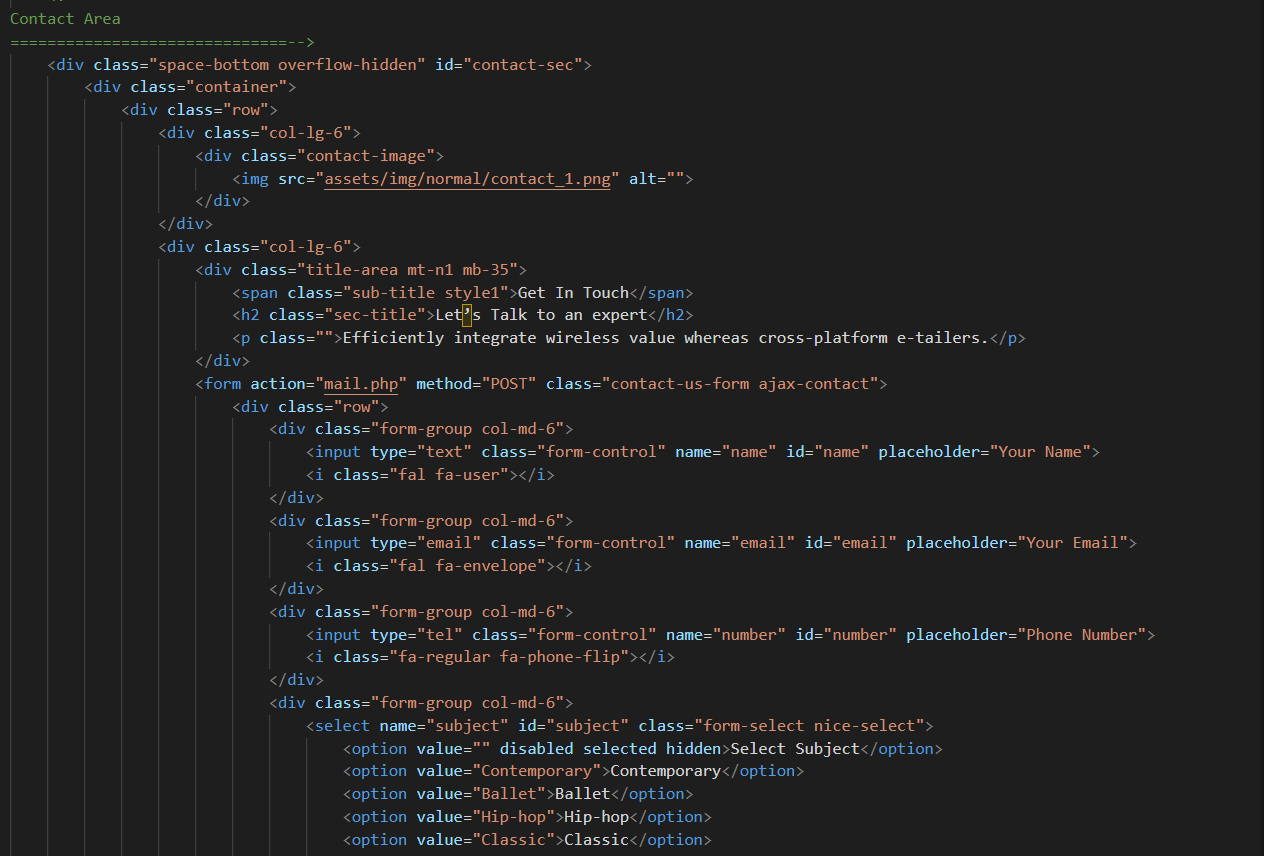 Contact Area
==============================-->
<div class="space-bottom overflow-hidden" id="contact-sec">
<div class="container">
<div class="row">
<div class="col-lg-6">
<div class="contact-image">
<img src="assets/img/normal/contact_1.png" alt="">
</div>
</div>
<div class="col-lg-6">
<div class="title-area mt-n1 mb-35">
<span class="sub-title style1">Get In Touch</span>
<h2 class="sec-title">Let’s Talk to an expert</h2>
<p class="">Efficiently integrate wireless value whereas cross-platform e-tailers.</p>
</div>
<form action="mail.php" method="POST" class="contact-us-form ajax-contact">
<div class="row">
<div class="form-group col-md-6">
<input type="text" class="form-control" name="name" id="name" placeholder="Your Name">
<i class="fal fa-user"></i>
</div>
<div class="form-group col-md-6">
<input type="email" class="form-control" name="email" id="email" placeholder="Your Email">
<i class="fal fa-envelope"></i>
</div>
<div class="form-group col-md-6">
<input type="tel" class="form-control" name="number" id="number" placeholder="Phone Number">
<i class="fa-regular fa-phone-flip"></i>
</div>
<div class="form-group col-md-6">
<select name="subject" id="subject" class="form-select nice-select">
<option value="" disabled selected hidden>Select Subject</option>
<option value="Contemporary">Contemporary</option>
<option value="Ballet">Ballet</option>
<option value="Hip-hop">Hip-hop</option>
<option value="Classic">Classic</option>